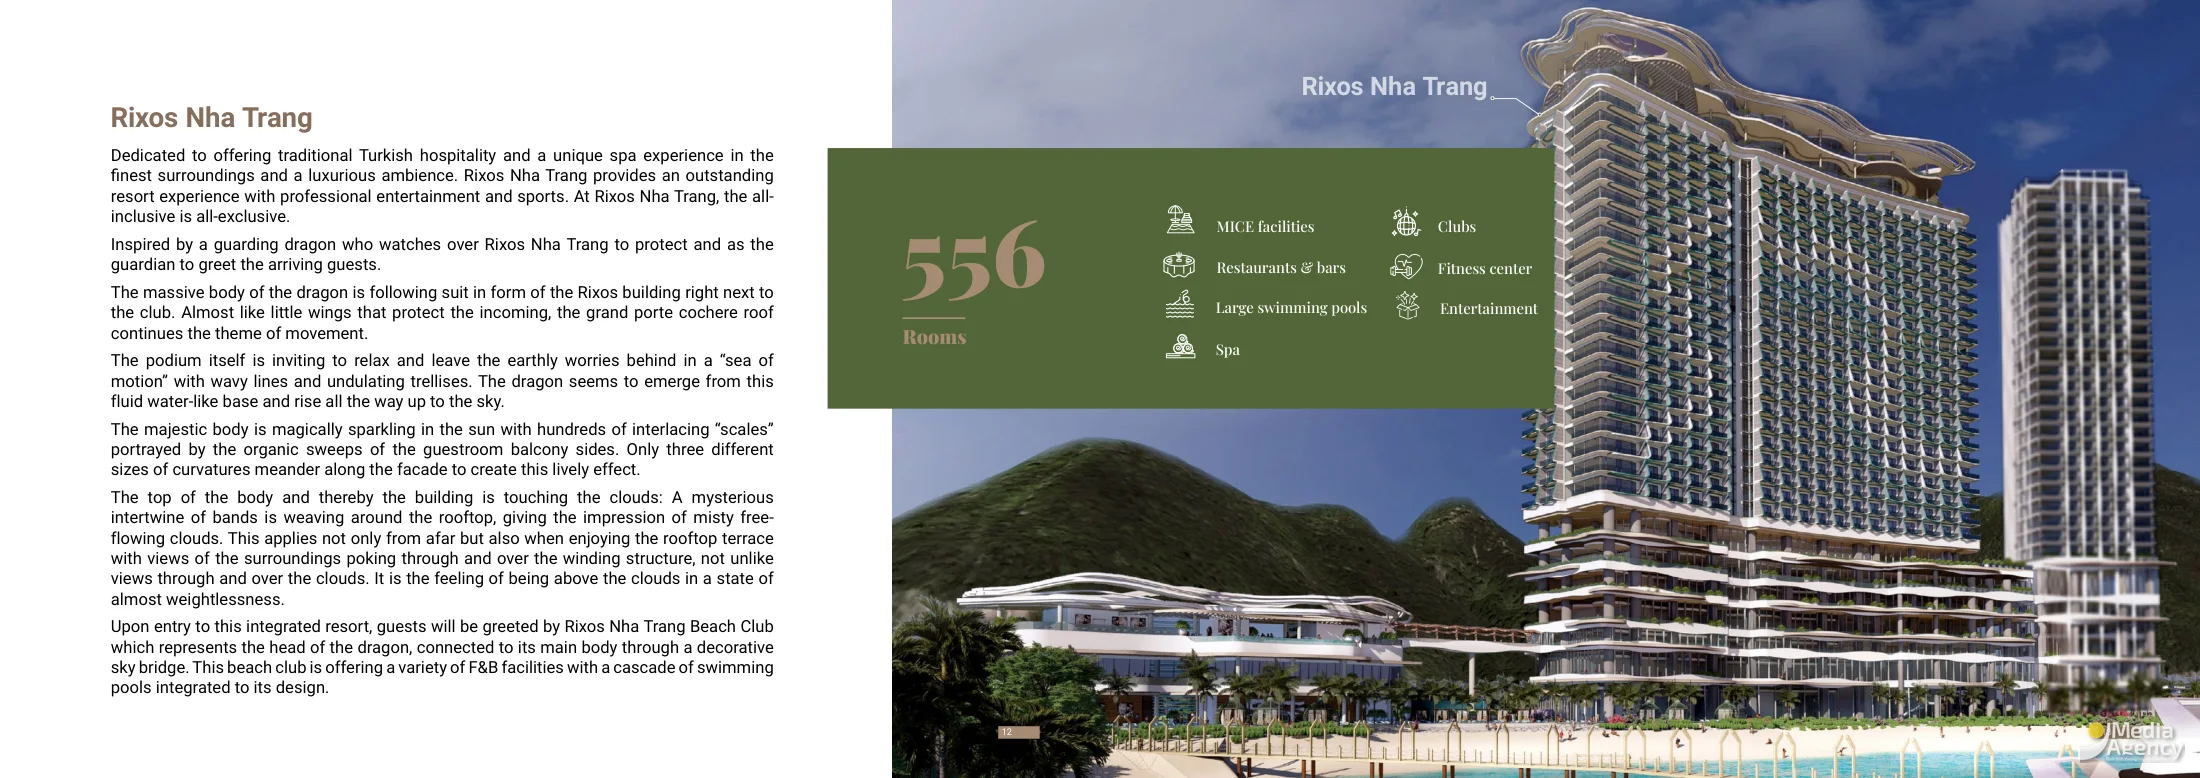 Rixos Nha Trang
Dedicated to offering traditional Turkish hospitality and a unique spa experience in the
finest surroundings and a luxurious ambience. Rixos Nha Trang provides an outstanding
resort experience with professional entertainment and sports. At Rixos Nha Trang, the all-
inclusive is all-exclusive.
Inspired by a guarding dragon who watches over Rixos Nha Trang to protect and as the
guardian to greet the arriving guests.
The massive body of the dragon is following suit in form of the Rixos building right next to
the club. Almost like little wings that protect the incoming, the grand porte cochere roof
continues the theme of movement.
The podium itself is inviting to relax and leave the earthly worries behind in a “sea of
motion” with wavy lines and undulating trellises. The dragon seems to emerge from this
fluid water-like base and rise all the way up to the sky.
The majestic body is magically sparkling in the sun with hundreds of interlacing “scales”
portrayed by the organic sweeps of the guestroom balcony sides. Only three different
sizes of curvatures meander along the facade to create this lively effect.
The top of the body and thereby the building is touching the clouds: A mysterious
intertwine of bands is weaving around the rooftop, giving the impression of misty free-
flowing clouds. This applies not only from afar but also when enjoying the rooftop terrace
with views of the surroundings poking through and over the winding structure, not unlike
views through and over the clouds. It is the feeling of being above the clouds in a state of
almost weightlessness.
Upon entry to this integrated resort, guests will be greeted by Rixos Nha Trang Beach Club
which represents the head of the dragon, connected to its main body through a decorative
sky bridge. This beach club is offering a variety of F&B facilities with a cascade of swimming
pools integrated to its design.
Rixos Nha Trang
556
Rooms
MICE facilities
Restaurants & bars
Large swimming pools
Spa
Clubs
Fitness center
Entertainment
12
iMedia
Agency